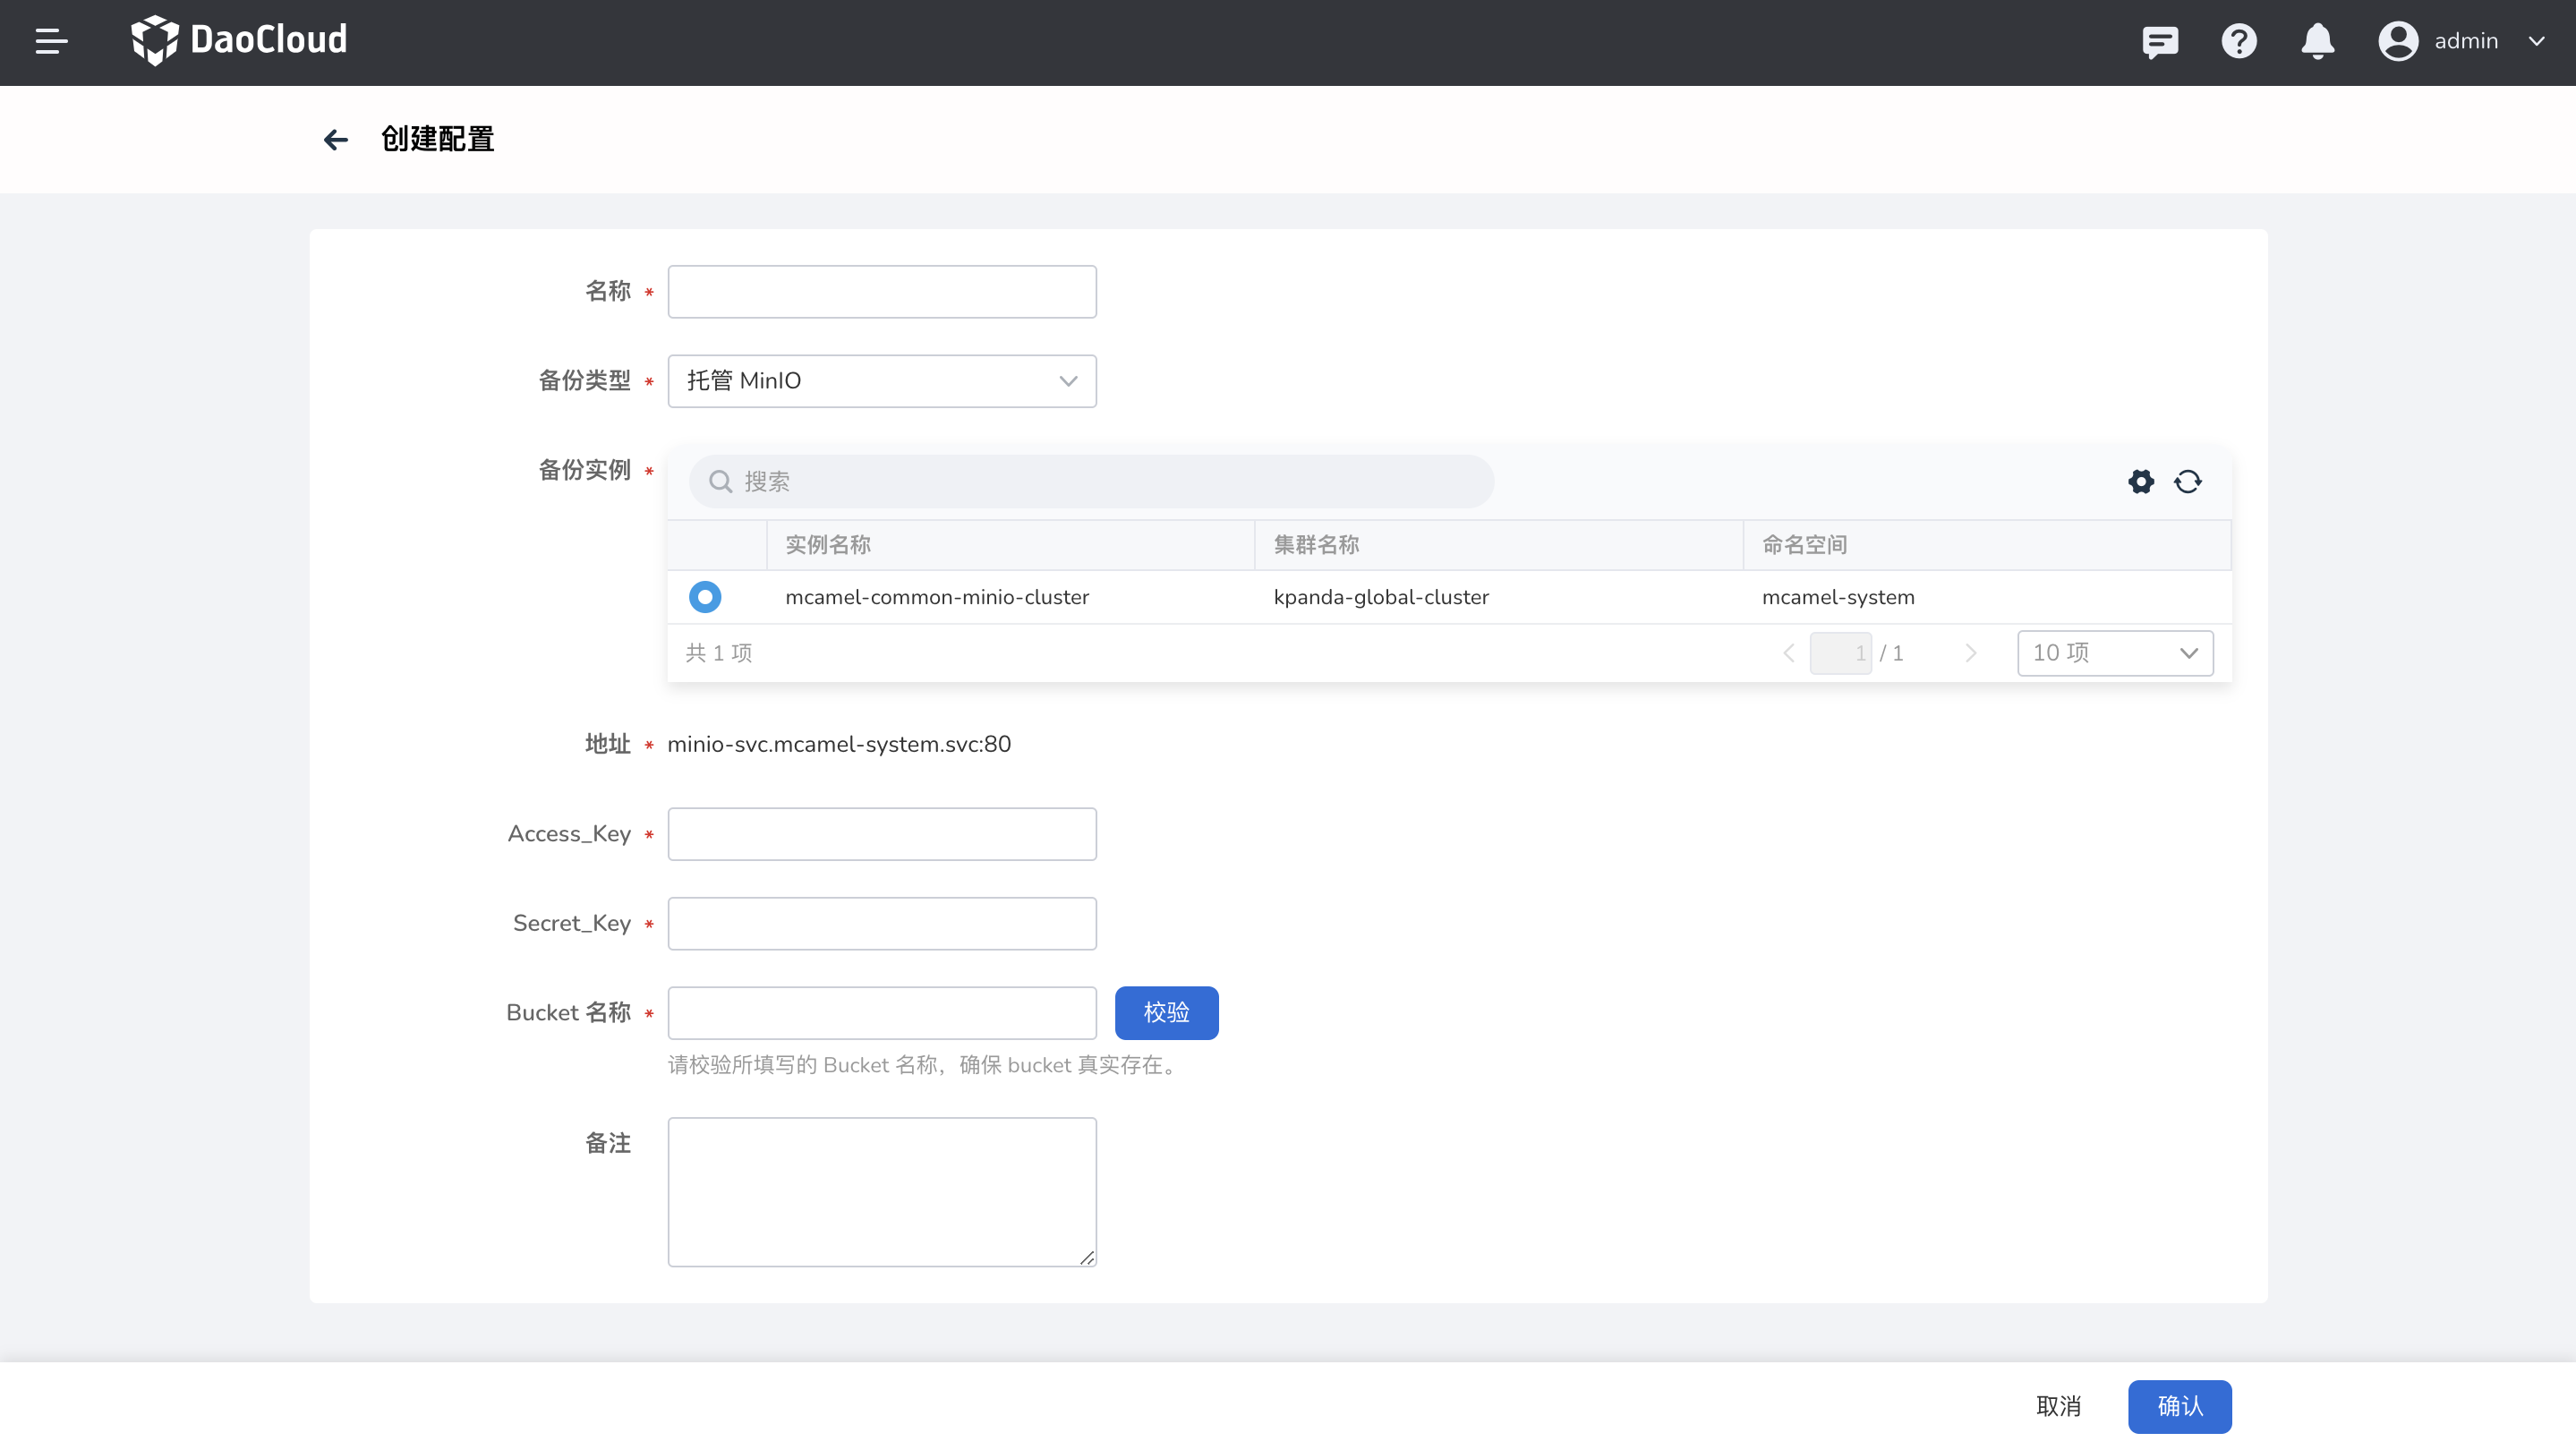 DaoCloud
admin
创建配置
名称 *
备份类型 *
托管 MinIO
备份实例 *
搜索
实例名称 集群名称 命名空间
mcamel-common-minio-cluster kpanda-global-cluster mcamel-system
共 1 项 1 / 1 10 项
地址 * minio-svc.mcamel-system.svc:80
Access_Key *
Secret_Key *
Bucket 名称 * 校验
请校验所填写的 Bucket 名称，确保 bucket 真实存在。
备注
取消 确认